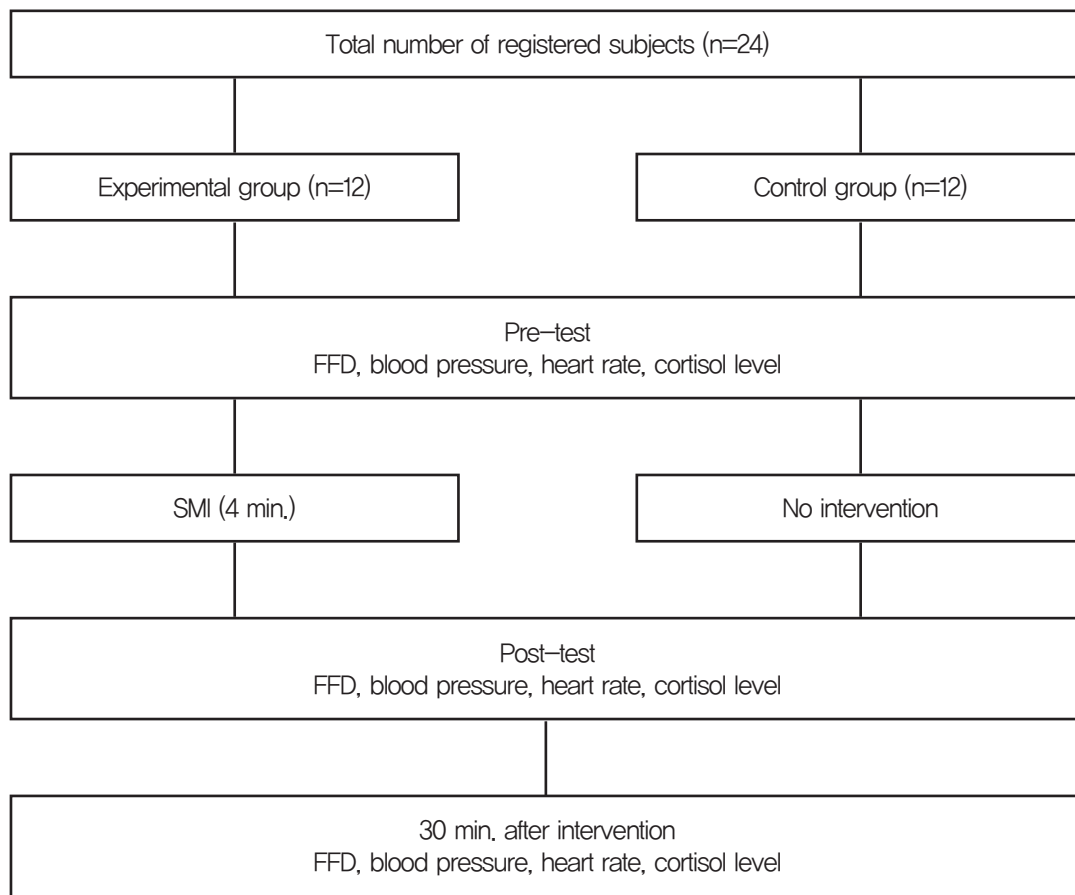 Total number of registered subjects (n=24)
Experimental group (n=12)
Control group (n=12)
Pre–test
FFD, blood pressure, heart rate, cortisol level
SMI (4 min.)
No intervention
Post–test
FFD, blood pressure, heart rate, cortisol level
30 min. after intervention
FFD, blood pressure, heart rate, cortisol level